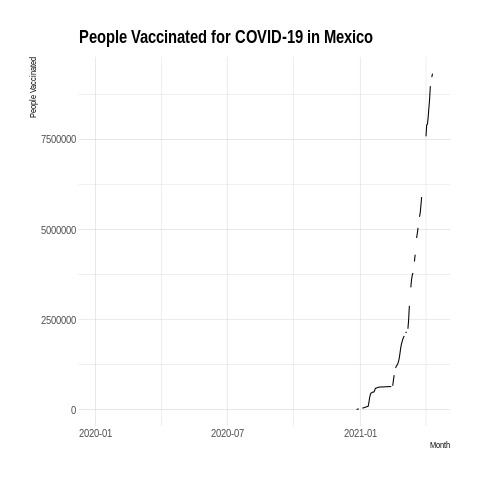 People Vaccinated for COVID-19 in Mexico
People Vaccinated
7500000
5000000
2500000
0
2020-01
2020-07
2021-01
Month